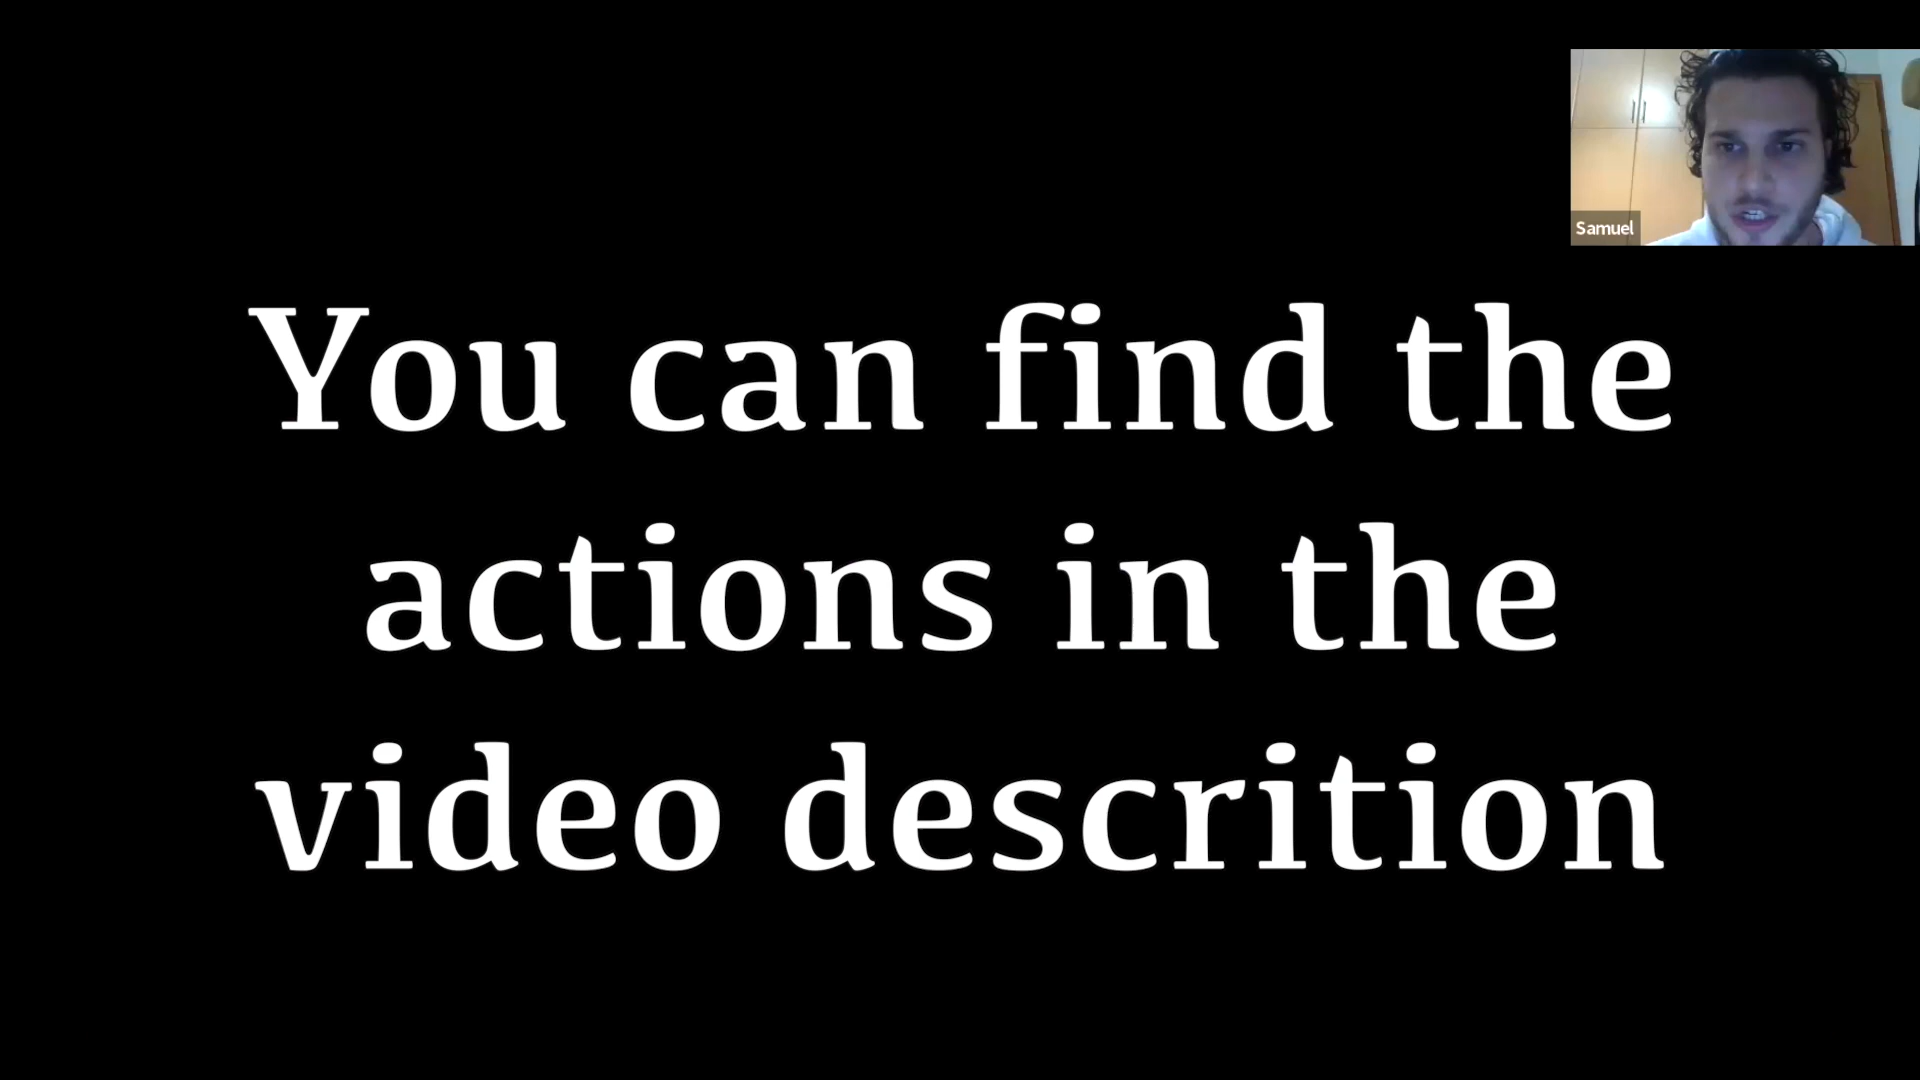 Samuel
You can find the
actions in the
video descrition